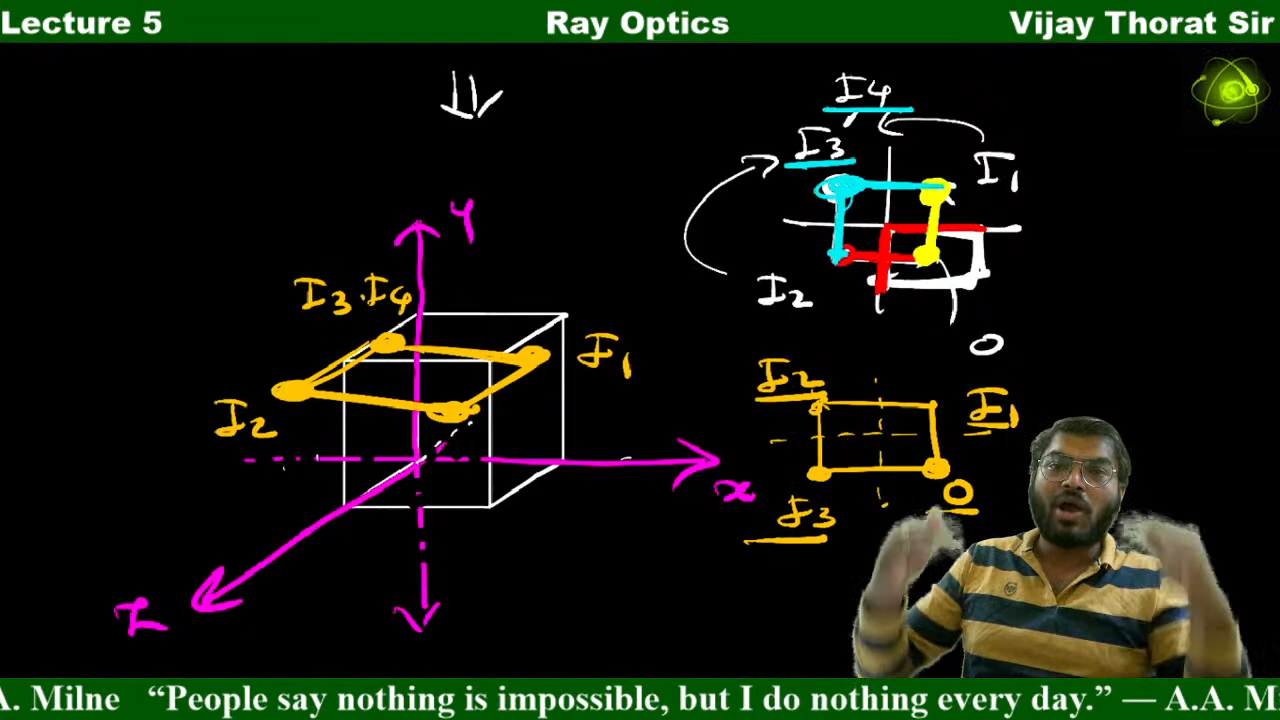 Lecture 5
Ray Optics
Vijay Thorat Sir
I4
I3
I1
I2
O
Y
I3 . I4
I1
I2
x
Z
I2
I1
O
I3
A. Milne “People say nothing is impossible, but I do nothing every day.” — A.A. M